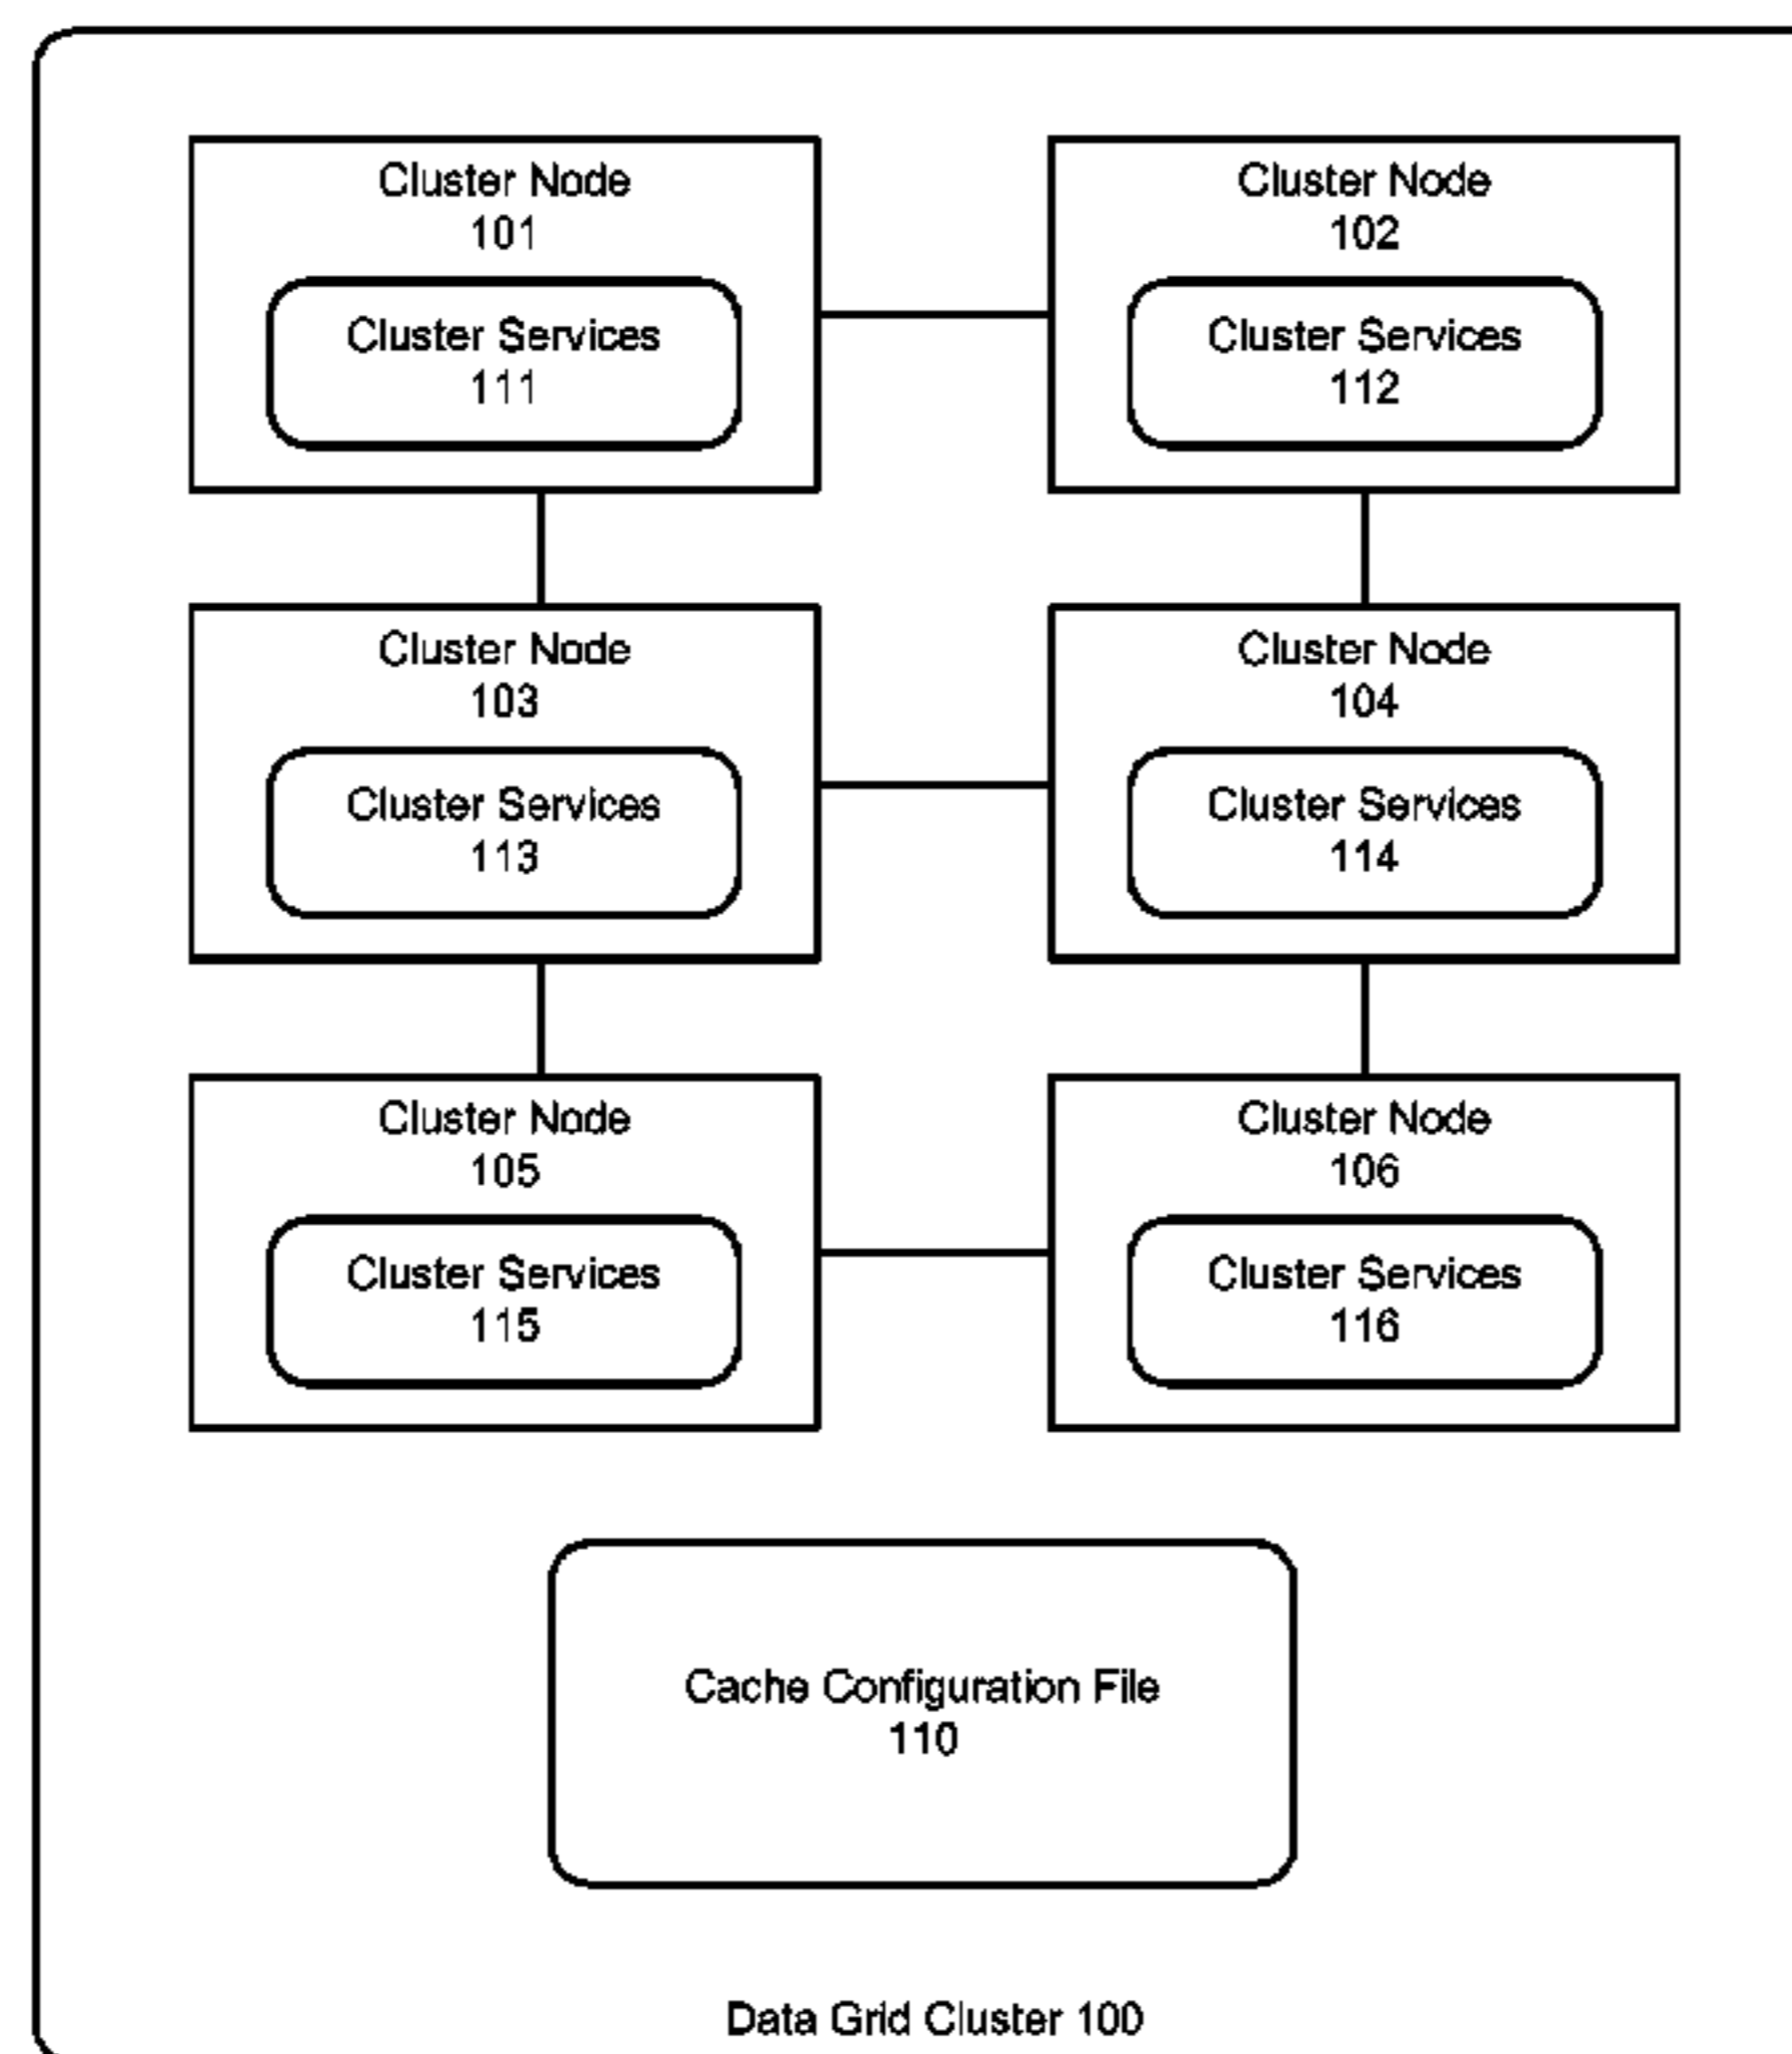 Cluster Node
101
Cluster Services
111
Cluster Node
102
Cluster Services
112
Cluster Node
103
Cluster Services
113
Cluster Node
104
Cluster Services
114
Cluster Node
105
Cluster Services
115
Cluster Node
106
Cluster Services
116
Cache Configuration File
110
Data Grid Cluster 100